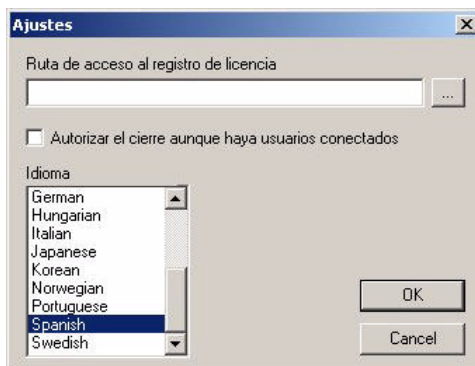 Ajustes
Ruta de acceso al registro de licencia
...
Autorizar el cierre aunque haya usuarios conectados
Idioma
German
Hungarian
Italian
Japanese
Korean
Norwegian
Portuguese
Spanish
Swedish
OK
Cancel